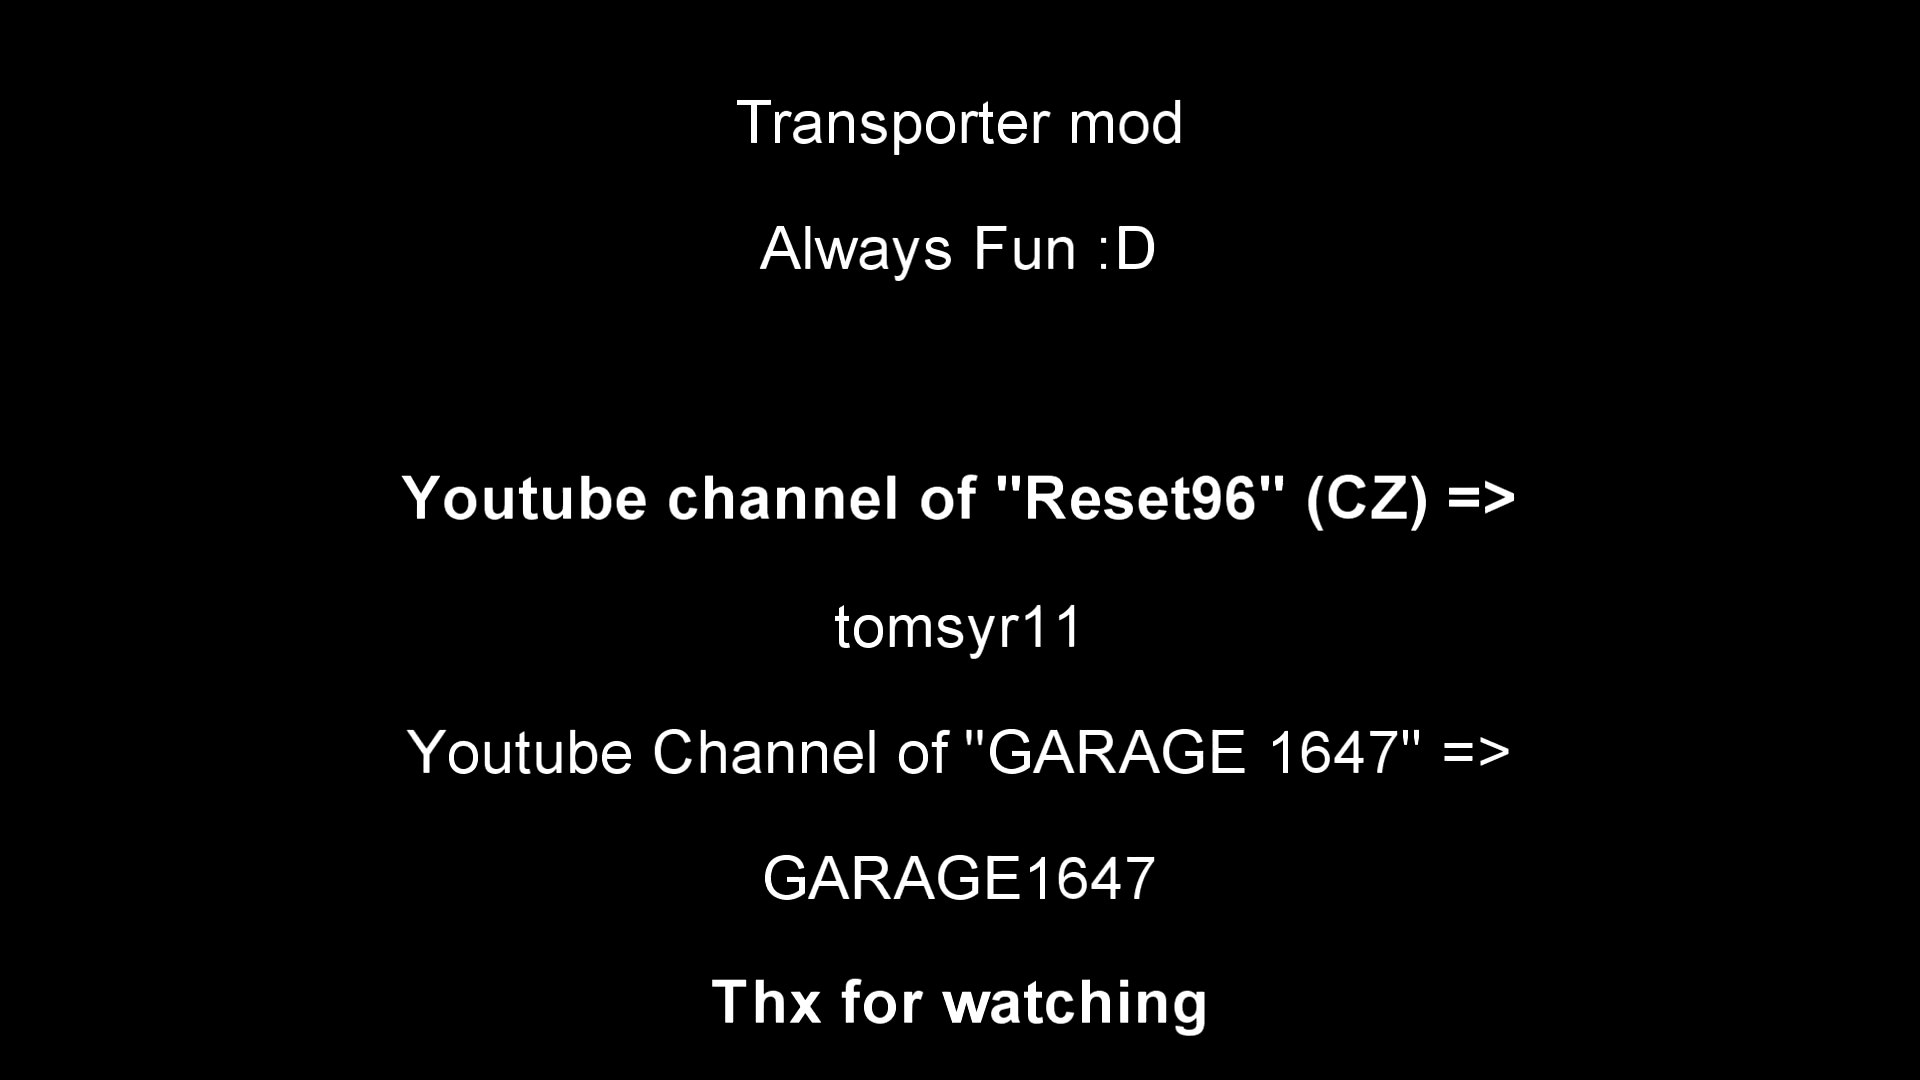 Transporter mod
Always Fun :D
Youtube channel of "Reset96" (CZ) =>
tomsyr11
Youtube Channel of "GARAGE 1647" =>
GARAGE1647
Thx for watching